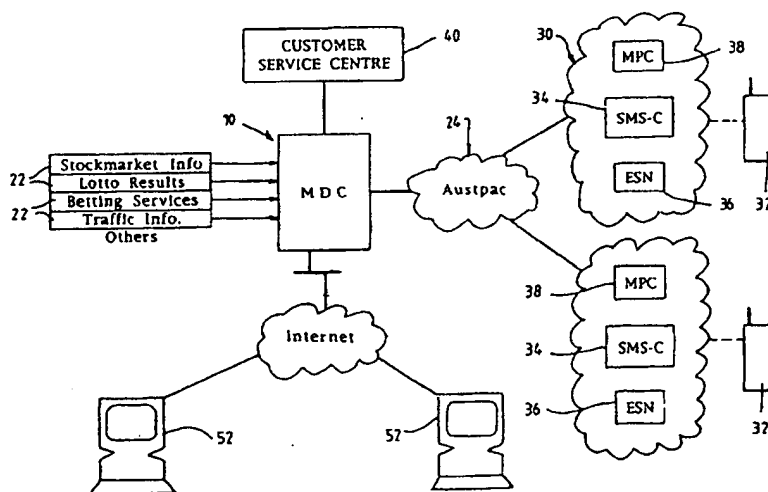 CUSTOMER
SERVICE CENTRE
40
10
Stockmarket Info
Lotto Results
Betting Services
Traffic Info.
Others
22
22
MDC
24
Austpac
30
MPC
38
34
SMS-C
ESN
36
32
MPC
38
34
SMS-C
36
ESN
32
Internet
52
52